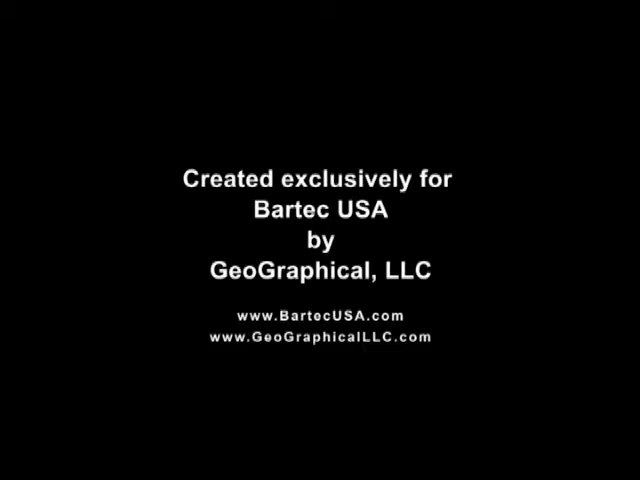 Created exclusively for
Bartec USA
by
GeoGraphical, LLC
www.BartecUSA.com
www.GeoGraphicalLLC.com